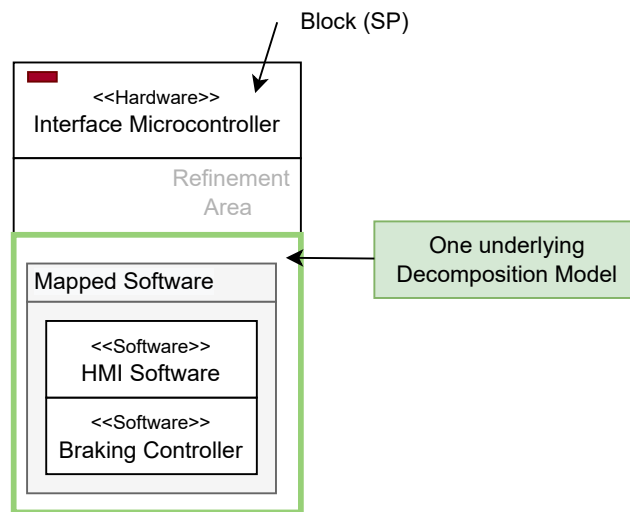 Block (SP)
<<Hardware>>
Interface Microcontroller
Refinement
Area
One underlying
Decomposition Model
Mapped Software
<<Software>>
HMI Software
<<Software>>
Braking Controller